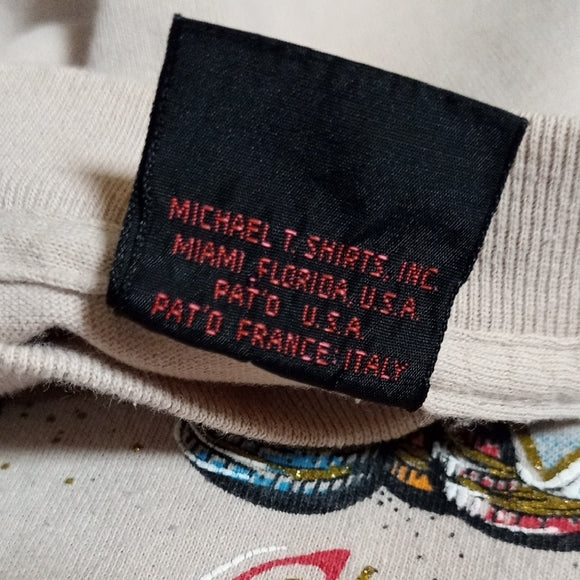 MICHAEL T. SHIRTS, INC.
MIAMI, FLORIDA, U.S.A.
PAT'D U.S.A.
PAT'D FRANCE: ITALY